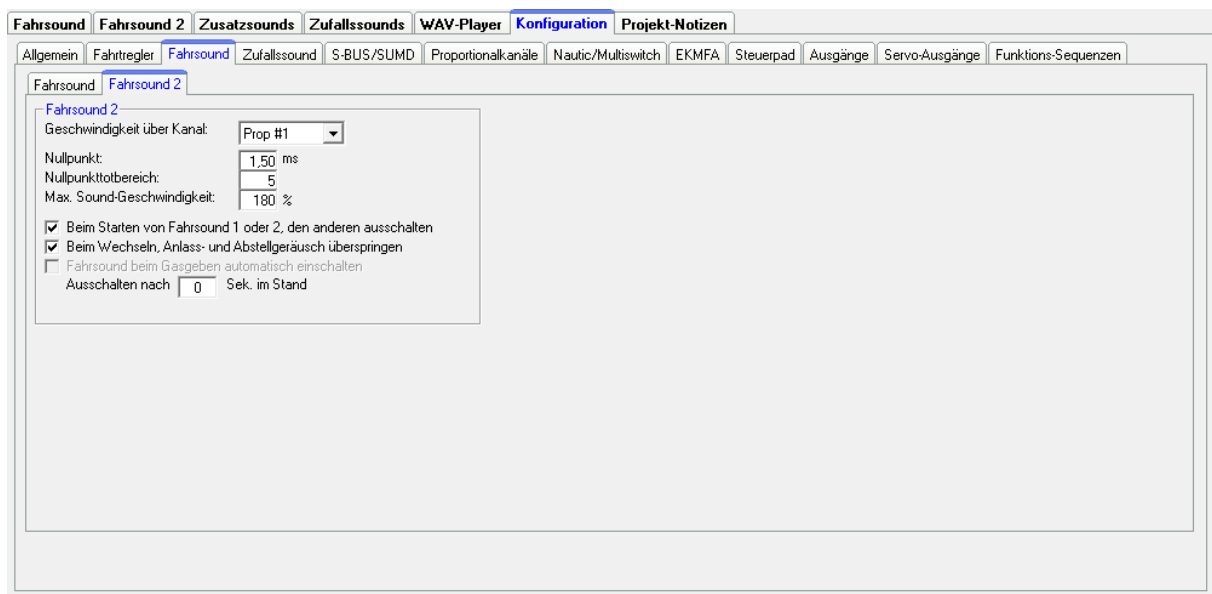 Fahrsound Fahrsound 2 Zusatzsounds Zufallssounds WAV-Player Konfiguration Projekt-Notizen
Allgemein Fahrtregler Fahrsound Zufallssound S-BUS/SUMD Proportionalkanäle Nautic/Multiswitch EKMFA Steuerpad Ausgänge Servo-Ausgänge Funktions-Sequenzen
Fahrsound Fahrsound 2
Fahrsound 2
Geschwindigkeit über Kanal: Prop #1
Nullpunkt: 1,50 ms
Nullpunkttotbereich: 5
Max. Sound-Geschwindigkeit: 180 %
Beim Starten von Fahrsound 1 oder 2, den anderen ausschalten
Beim Wechseln, Anlass- und Abstellgeräusch überspringen
Fahrsound beim Gasgeben automatisch einschalten
Ausschalten nach 0 Sek. im Stand